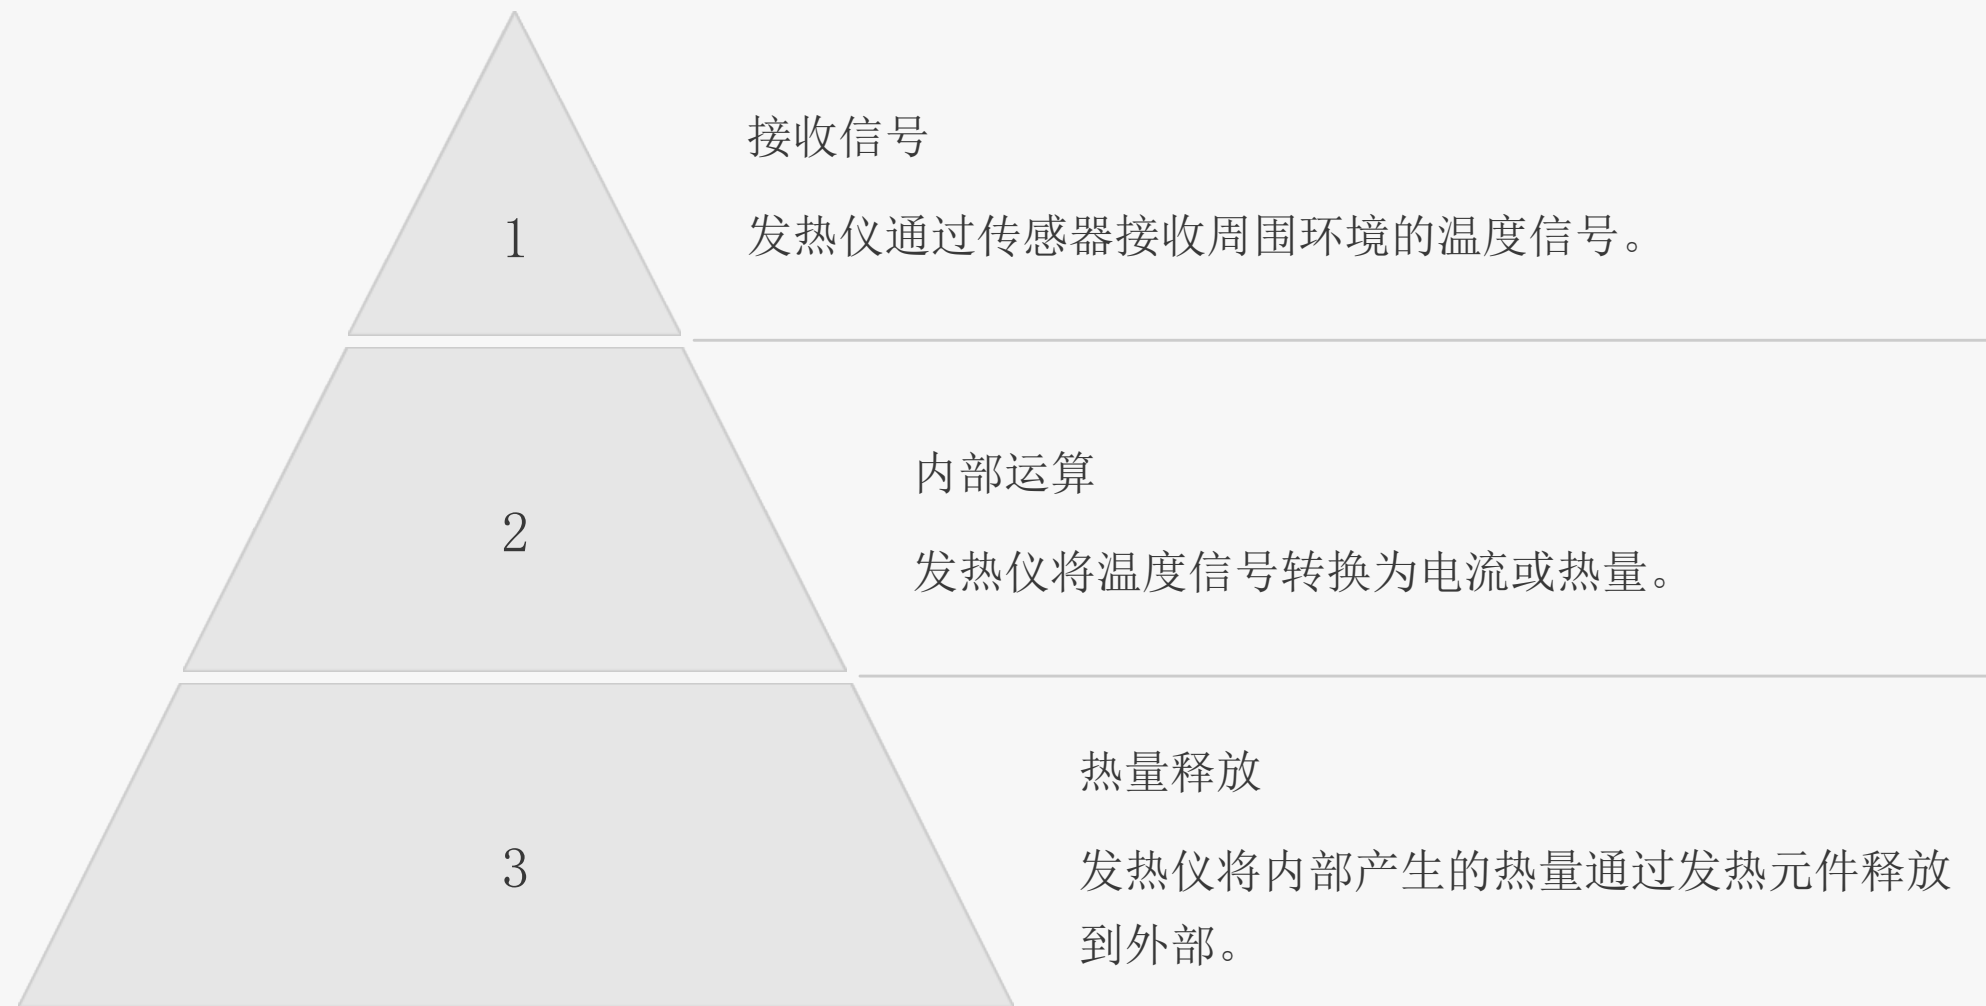 1
接收信号
发热仪通过传感器接收周围环境的温度信号。
2
内部运算
发热仪将温度信号转换为电流或热量。
3
热量释放
发热仪将内部产生的热量通过发热元件释放
到外部。